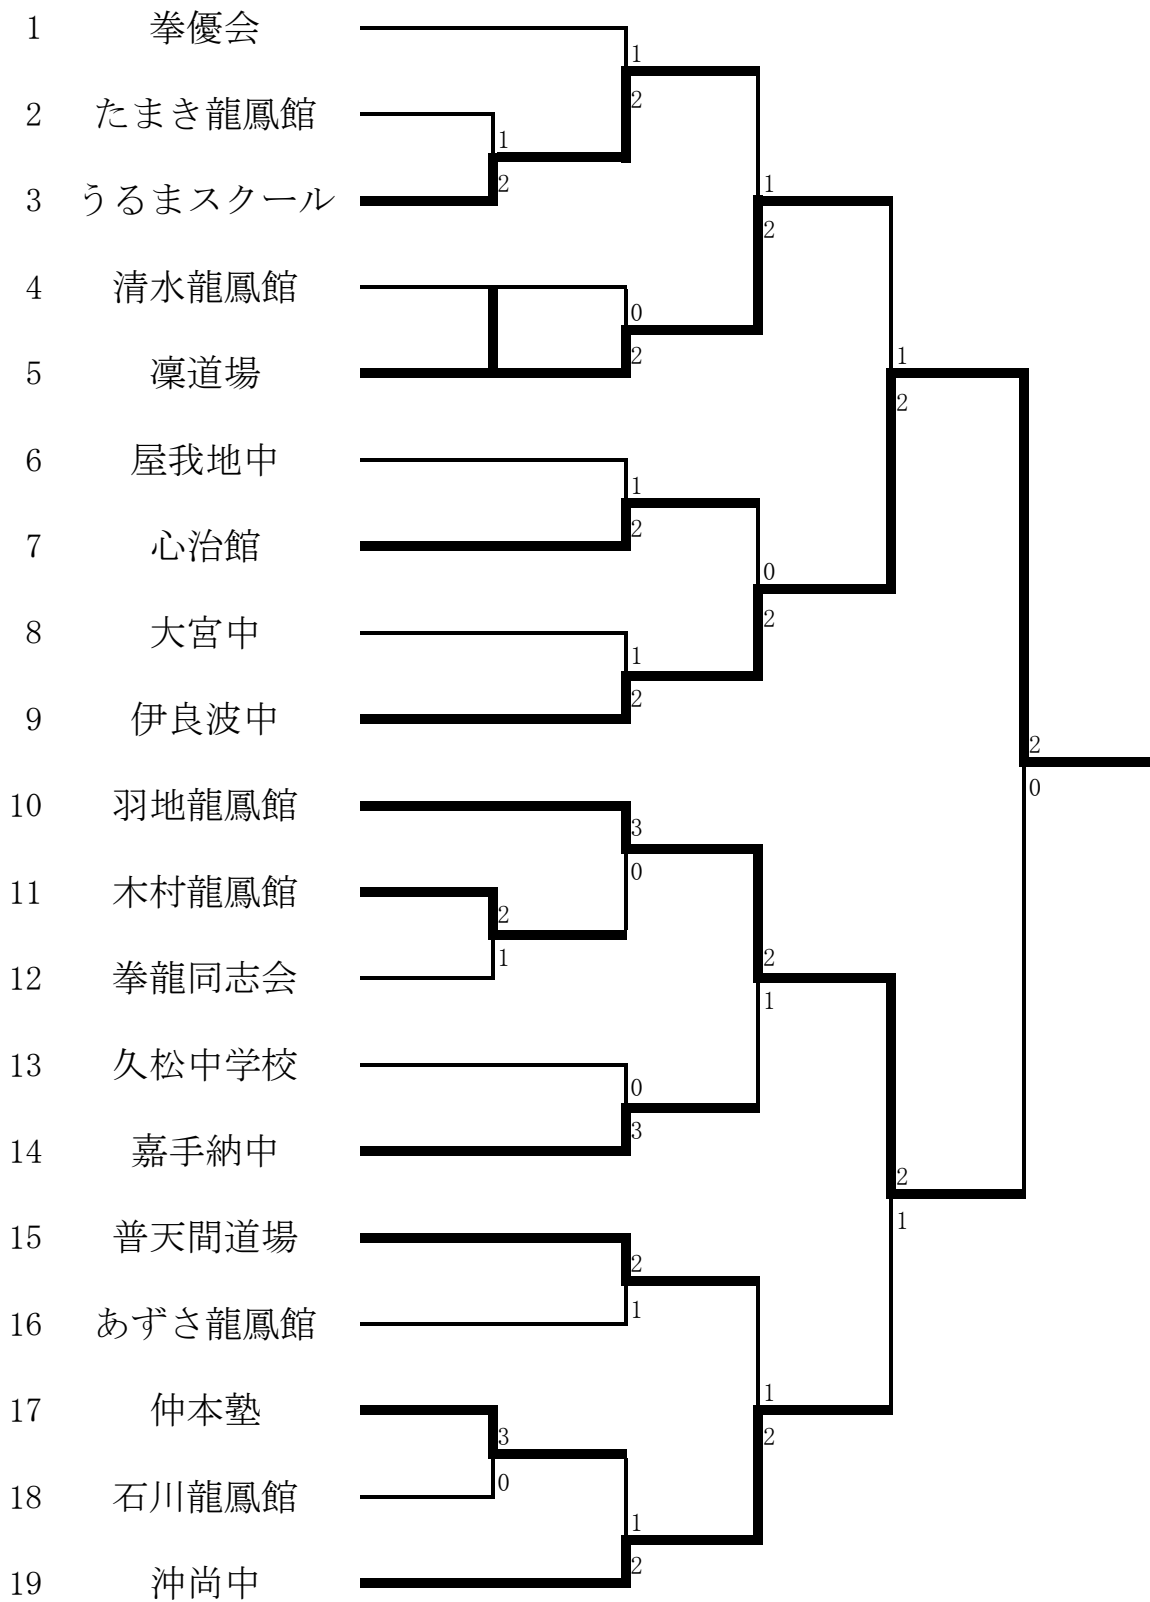 1 拳優会
1
2
2 たまき龍鳳館
1
2
3 うるまスクール
1
2
4 清水龍鳳館
0
2
5 凜道場
1
2
6 屋我地中
1
2
7 心治館
0
2
8 大宮中
1
2
9 伊良波中
2
0
10 羽地龍鳳館
3
0
11 木村龍鳳館
2
1
12 拳龍同志会
2
1
13 久松中学校
0
3
14 嘉手納中
2
1
15 普天間道場
2
1
16 あずさ龍鳳館
1
2
17 仲本塾
3
0
18 石川龍鳳館
1
2
19 沖尚中